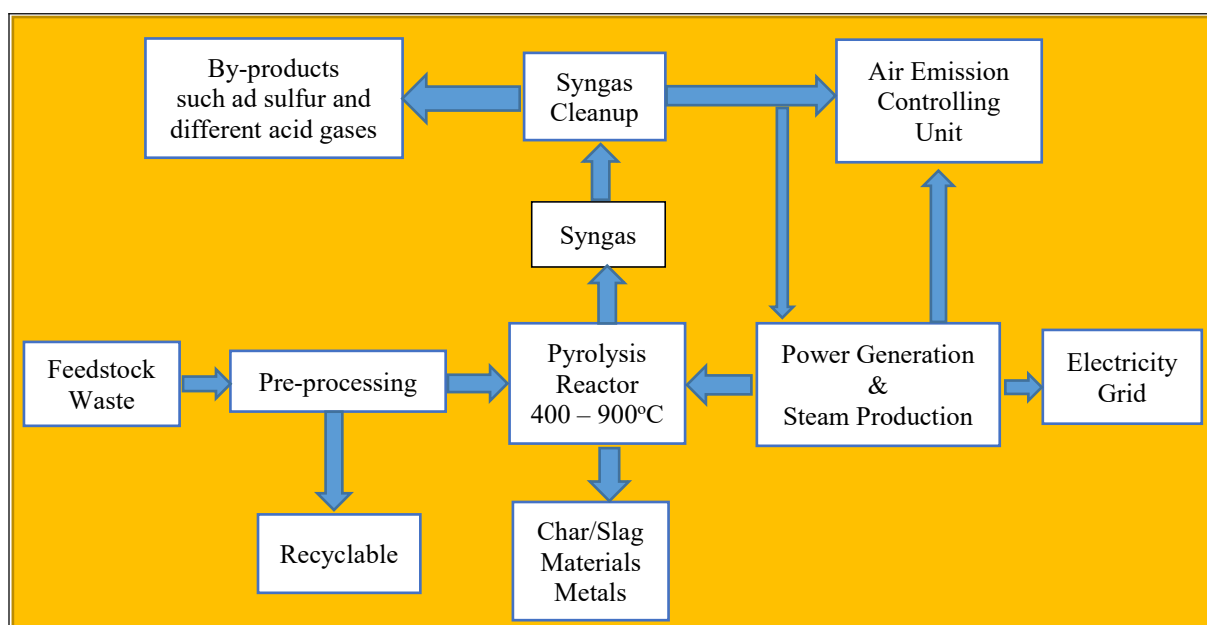 By-products
such ad sulfur and
different acid gases
Syngas
Cleanup
Air Emission
Controlling
Unit
Syngas
Feedstock
Waste
Pre-processing
Pyrolysis
Reactor
400 – 900ºC
Power Generation
&
Steam Production
Electricity
Grid
Recyclable
Char/Slag
Materials
Metals